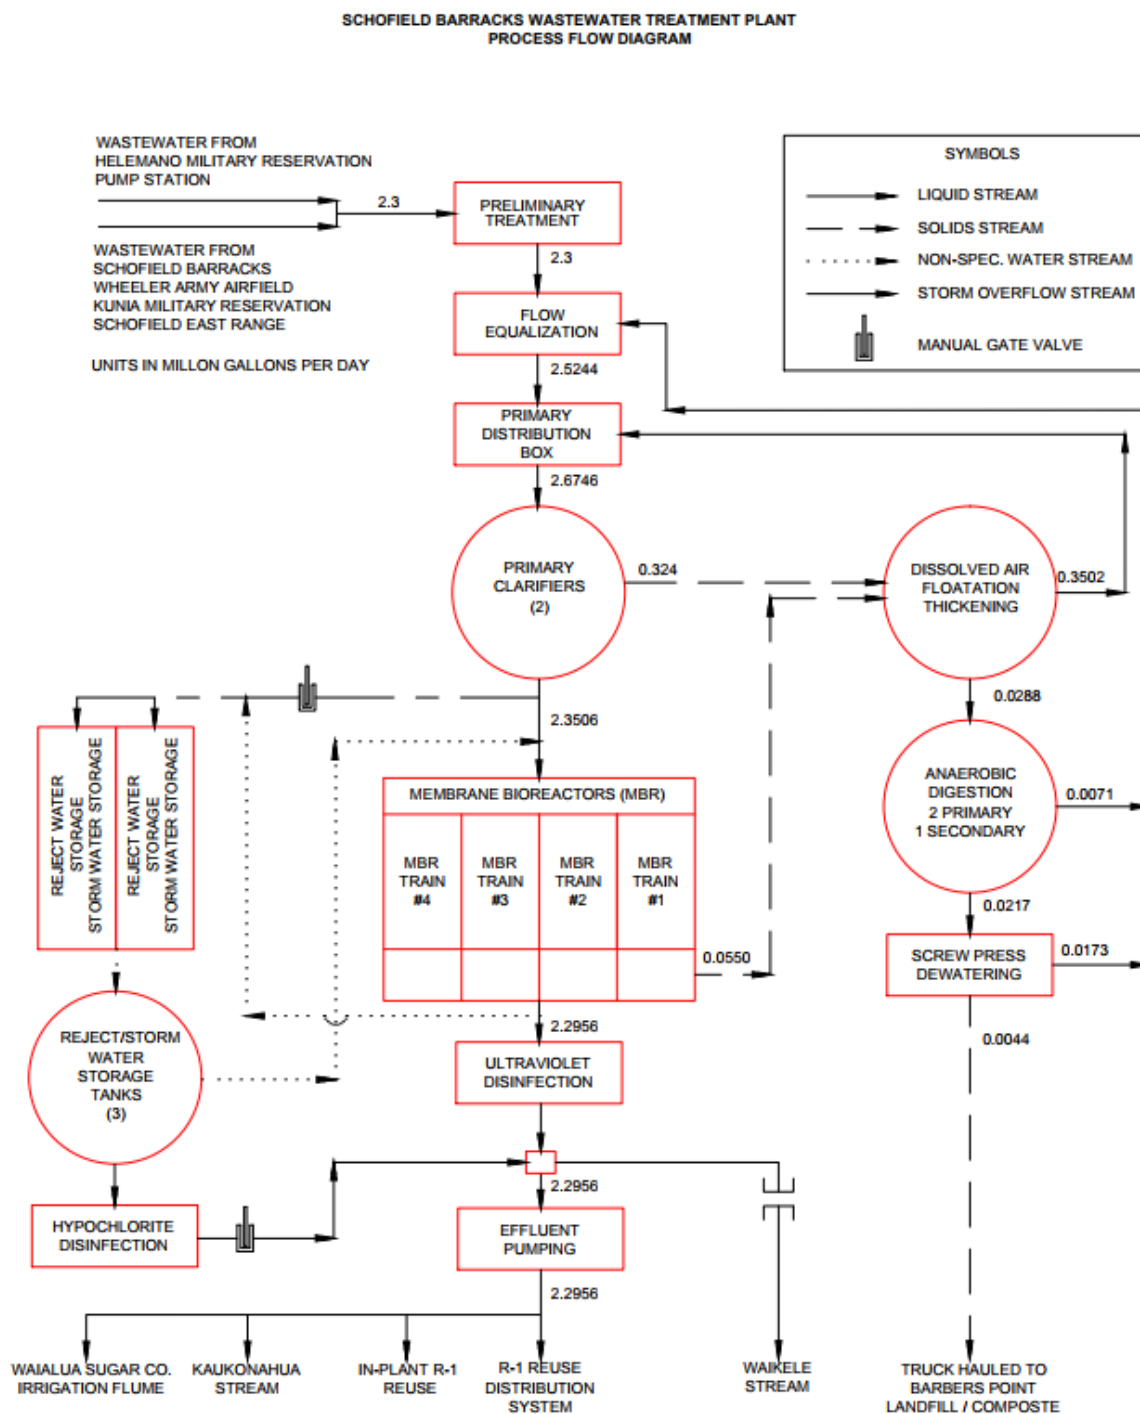 SCHOFIELD BARRACKS WASTEWATER TREATMENT PLANT
PROCESS FLOW DIAGRAM
WASTEWATER FROM
HELEMANO MILITARY RESERVATION
PUMP STATION
2.3
WASTEWATER FROM
SCHOFIELD BARRACKS
WHEELER ARMY AIRFIELD
KUNIA MILITARY RESERVATION
SCHOFIELD EAST RANGE
UNITS IN MILLON GALLONS PER DAY
PRELIMINARY
TREATMENT
2.3
FLOW
EQUALIZATION
2.5244
PRIMARY
DISTRIBUTION
BOX
2.6746
SYMBOLS
LIQUID STREAM
SOLIDS STREAM
NON-SPEC. WATER STREAM
STORM OVERFLOW STREAM
MANUAL GATE VALVE
PRIMARY
CLARIFIERS
(2)
0.324
DISSOLVED AIR
FLOATATION
THICKENING
0.3502
0.0288
2.3506
REJECT WATER
STORAGE
STORM WATER STORAGE
REJECT WATER
STORAGE
STORM WATER STORAGE
MEMBRANE BIOREACTORS (MBR)
MBR
TRAIN
#4
MBR
TRAIN
#3
MBR
TRAIN
#2
MBR
TRAIN
#1
0.0550
ANAEROBIC
DIGESTION
2 PRIMARY
1 SECONDARY
0.0071
0.0217
SCREW PRESS
DEWATERING
0.0173
0.0044
2.2956
REJECT/STORM
WATER
STORAGE
TANKS
(3)
ULTRAVIOLET
DISINFECTION
2.2956
HYPOCHLORITE
DISINFECTION
EFFLUENT
PUMPING
2.2956
WAIALUA SUGAR CO.
IRRIGATION FLUME
KAUKONAHUA
STREAM
IN-PLANT R-1
REUSE
R-1 REUSE
DISTRIBUTION
SYSTEM
WAIKELE
STREAM
TRUCK HAULED TO
BARBERS POINT
LANDFILL / COMPOSTE